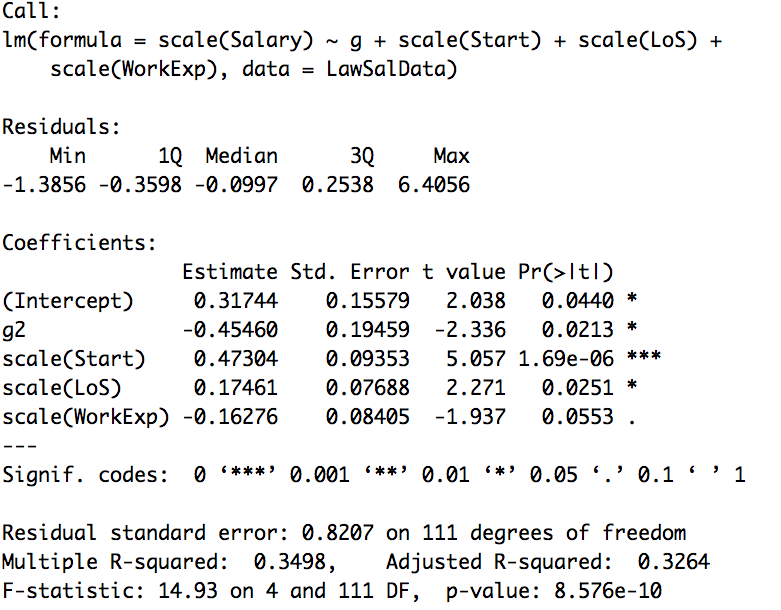 Call:
lm(formula = scale(Salary) ~ g + scale(Start) + scale(LoS) +
    scale(WorkExp), data = LawSalData)

Residuals:
    Min      1Q  Median      3Q     Max
-1.3856 -0.3598 -0.0997  0.2538  6.4056

Coefficients:
               Estimate Std. Error t value Pr(>|t|)
(Intercept)     0.31744    0.15579   2.038   0.0440 *
g2             -0.45460    0.19459  -2.336   0.0213 *
scale(Start)    0.47304    0.09353   5.057 1.69e-06 ***
scale(LoS)      0.17461    0.07688   2.271   0.0251 *
scale(WorkExp) -0.16276    0.08405  -1.937   0.0553 .
---
Signif. codes:  0 ‘***’ 0.001 ‘**’ 0.01 ‘*’ 0.05 ‘.’ 0.1 ‘ ’ 1

Residual standard error: 0.8207 on 111 degrees of freedom
Multiple R-squared:  0.3498,    Adjusted R-squared:  0.3264
F-statistic: 14.93 on 4 and 111 DF,  p-value: 8.576e-10